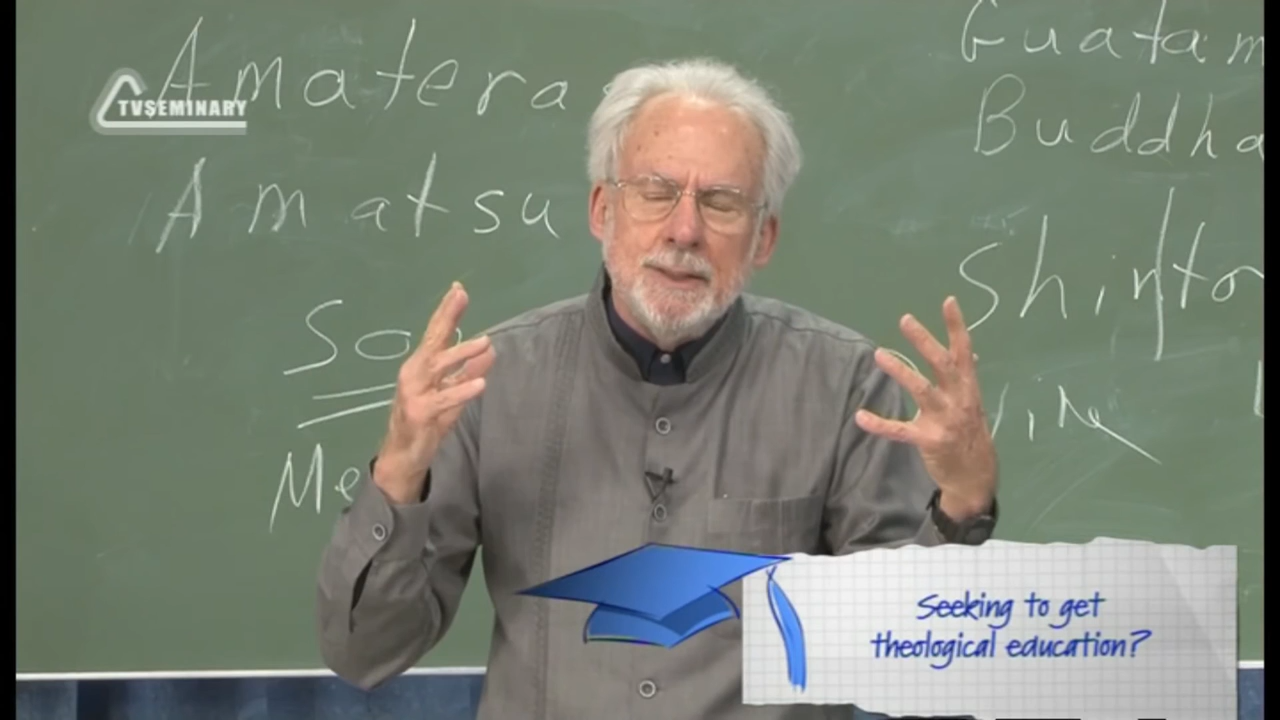 Amatera
TVSEMINARY
Amatsu
So
Me
Guatam
Buddha
Shinto
Seeking to get
theological education?